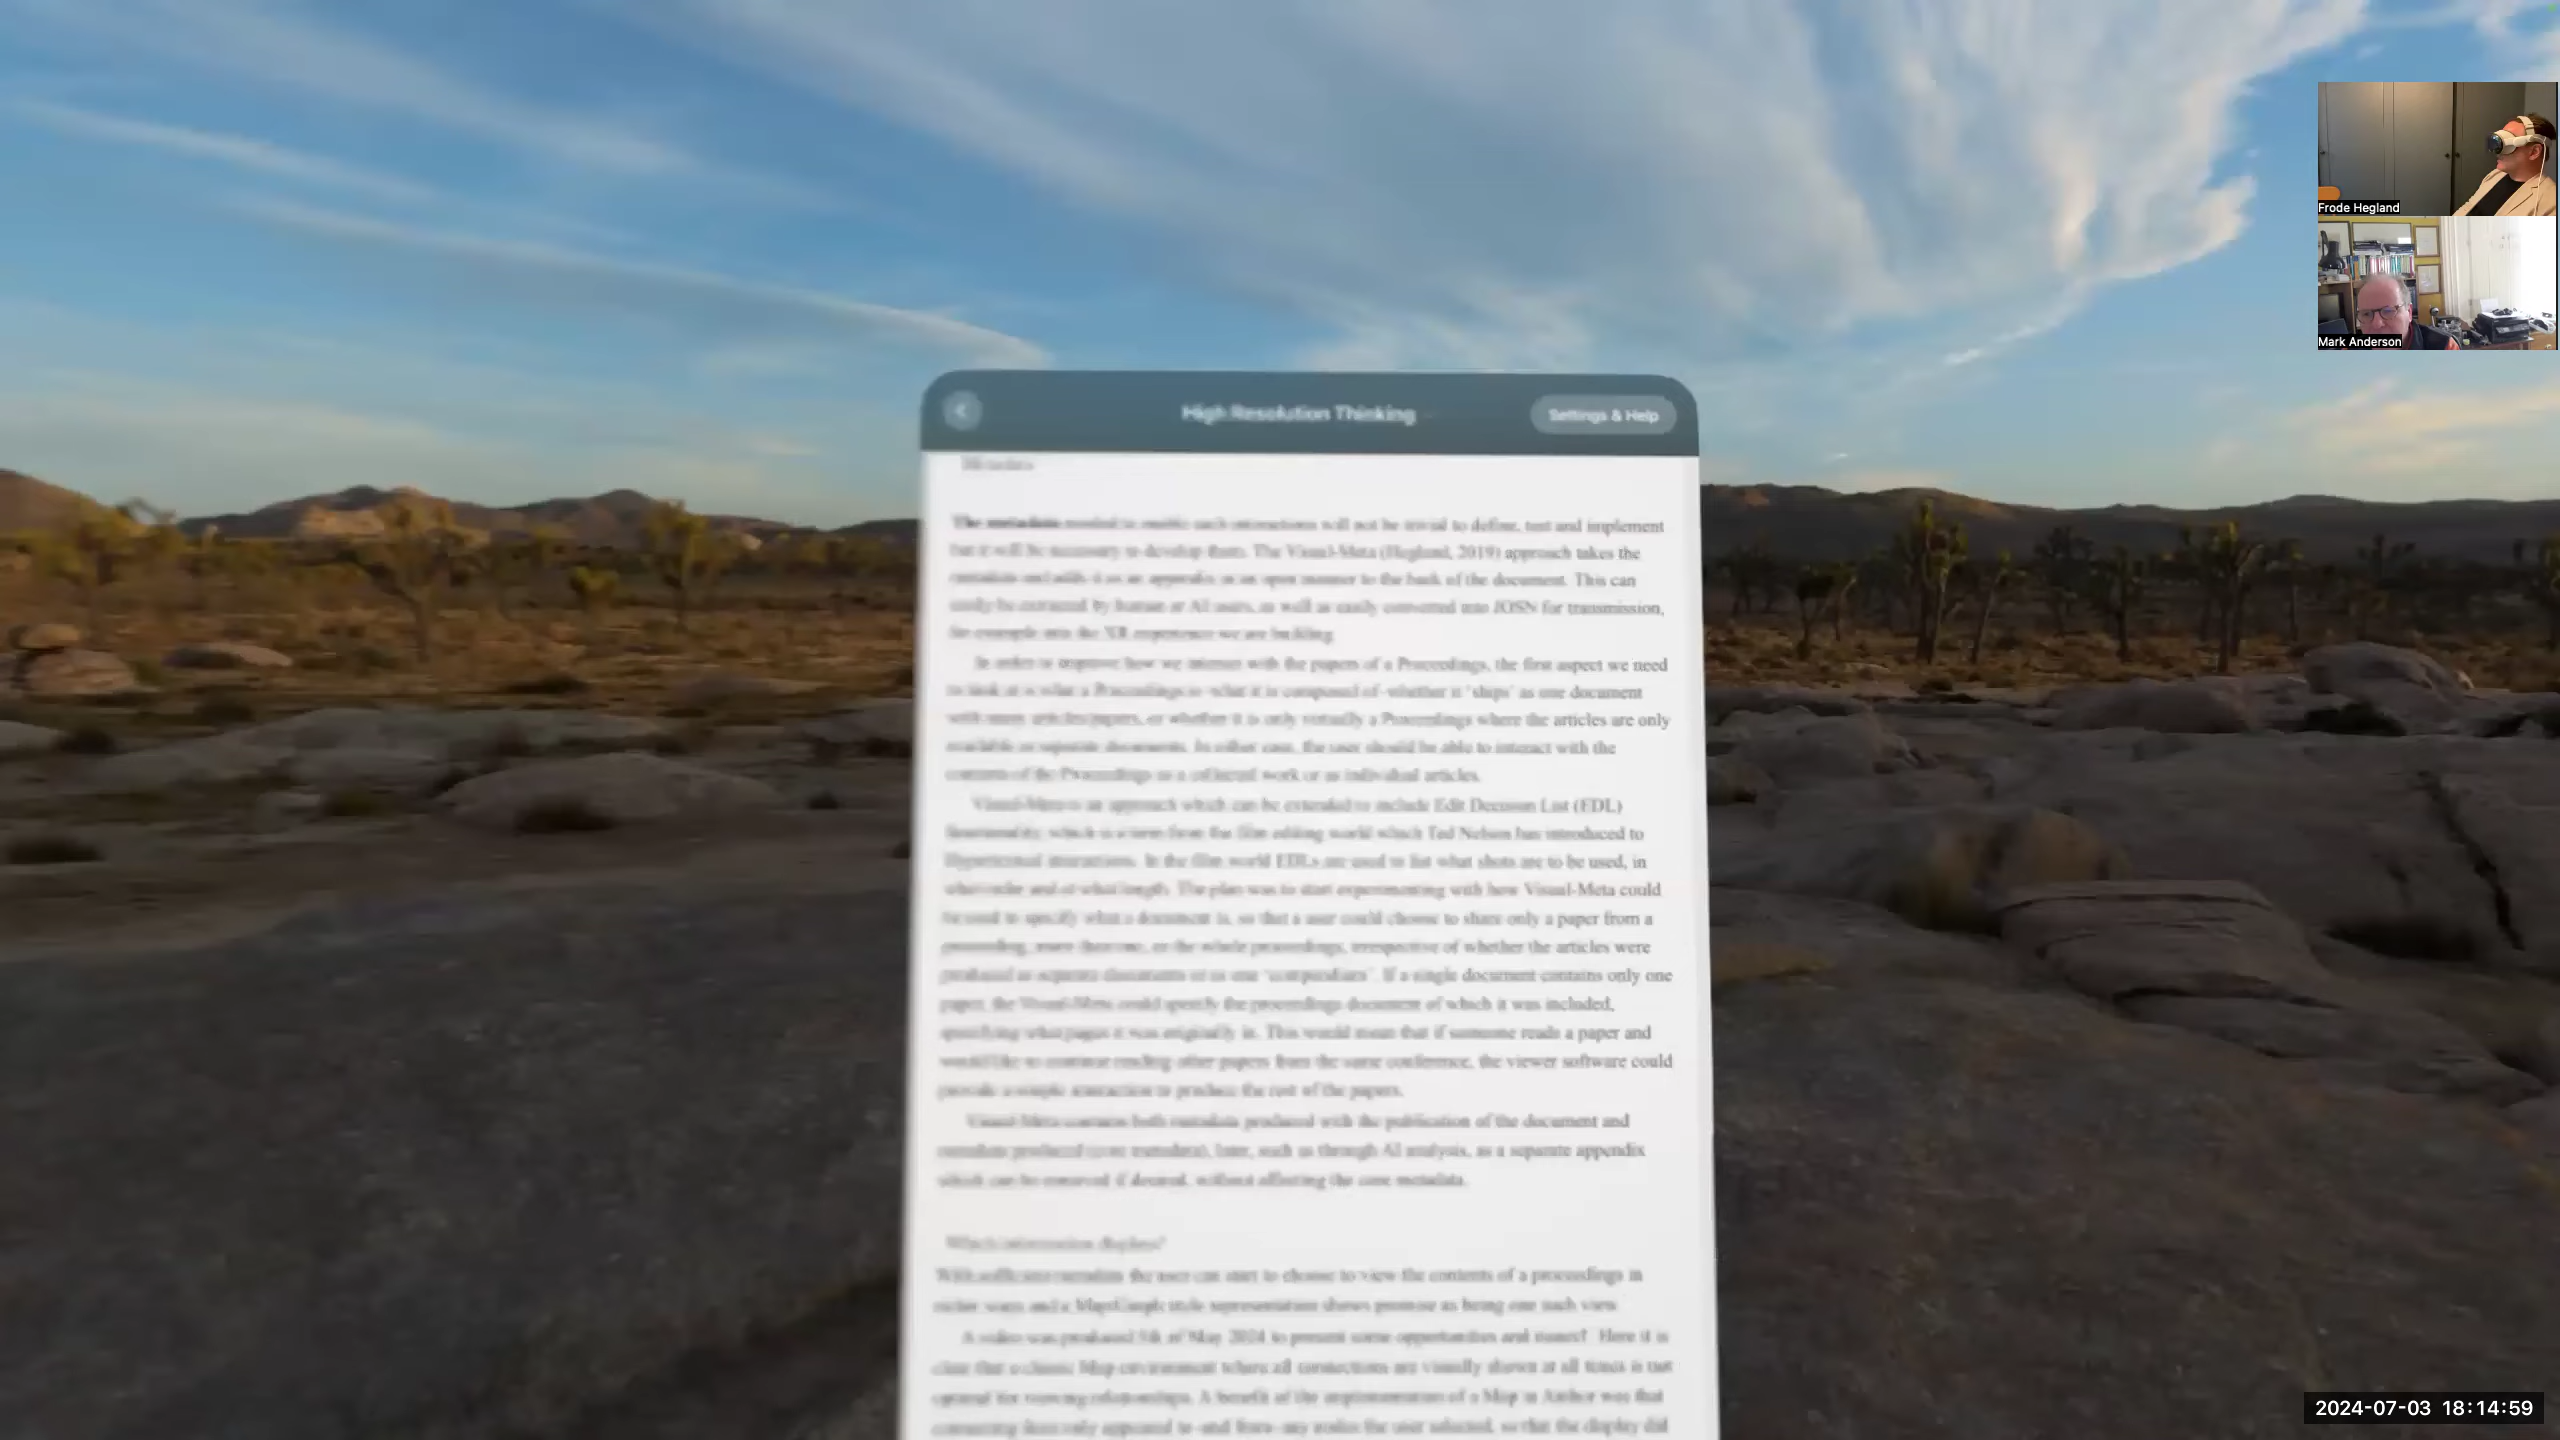 High Resolution Thinking
Settings & Help
Frode Hegland
Mark Anderson
Metadata
The metadata needed to enable such interactions will not be trivial to define, test and implement
but it will be necessary to develop them. The Visual-Meta (Hegland, 2019) approach takes the
metadata and adds it as an appendix in an open manner to the back of the document. This can
easily be extracted by human or AI users, as well as easily converted into JOSN for transmission,
for example into the XR experience we are building.
In order to improve how we interact with the papers of a Proceedings, the first aspect we need
to look at is what a Proceedings is -what it is composed of -whether it 'ships' as one document
with many articles/papers, or whether it is only virtually a Proceedings where the articles are only
available as separate documents. In either case, the user should be able to interact with the
contents of the Proceedings as a collected work or as individual articles.
Visual-Meta is an approach which can be extended to include Edit Decision List (EDL)
functionality, which is a term from the film editing world which Ted Nelson has introduced to
Hypertextual interactions. In the film world EDLs are used to list what shots are to be used, in
what order and at what length. The plan was to start experimenting with how Visual-Meta could
be used to specify what a document is, so that a user could choose to share only a paper from a
proceeding, more than one, or the whole proceedings, irrespective of whether the articles were
produced as separate documents or as one 'compendium'. If a single document contains only one
paper, the Visual-Meta could specify the proceedings document of which it was included,
specifying what pages it was originally in. This would mean that if someone reads a paper and
would like to continue reading other papers from the same conference, the viewer software could
provide a simple interaction to produce the rest of the papers.
Visual-Meta contains both metadata produced with the publication of the document and
metadata produced (core metadata), later, such as through AI analysis, as a separate appendix
which can be removed if desired, without affecting the core metadata.
Which information displays?
With sufficient metadata the user can start to choose to view the contents of a proceedings in
richer ways and a Map/Graph style representation shows promise as being one such view
A video was produced 5th of May 2024 to present some opportunities and issues Here it is
clear that a classic Map environment where all connections are visually shown at all times is not
optimal for viewing relationships. A benefit of the implementation of a Map in Author was that
connecting lines only appeared to -and from- any nodes the user selected, so that the display did
2024-07-03 18:14:59